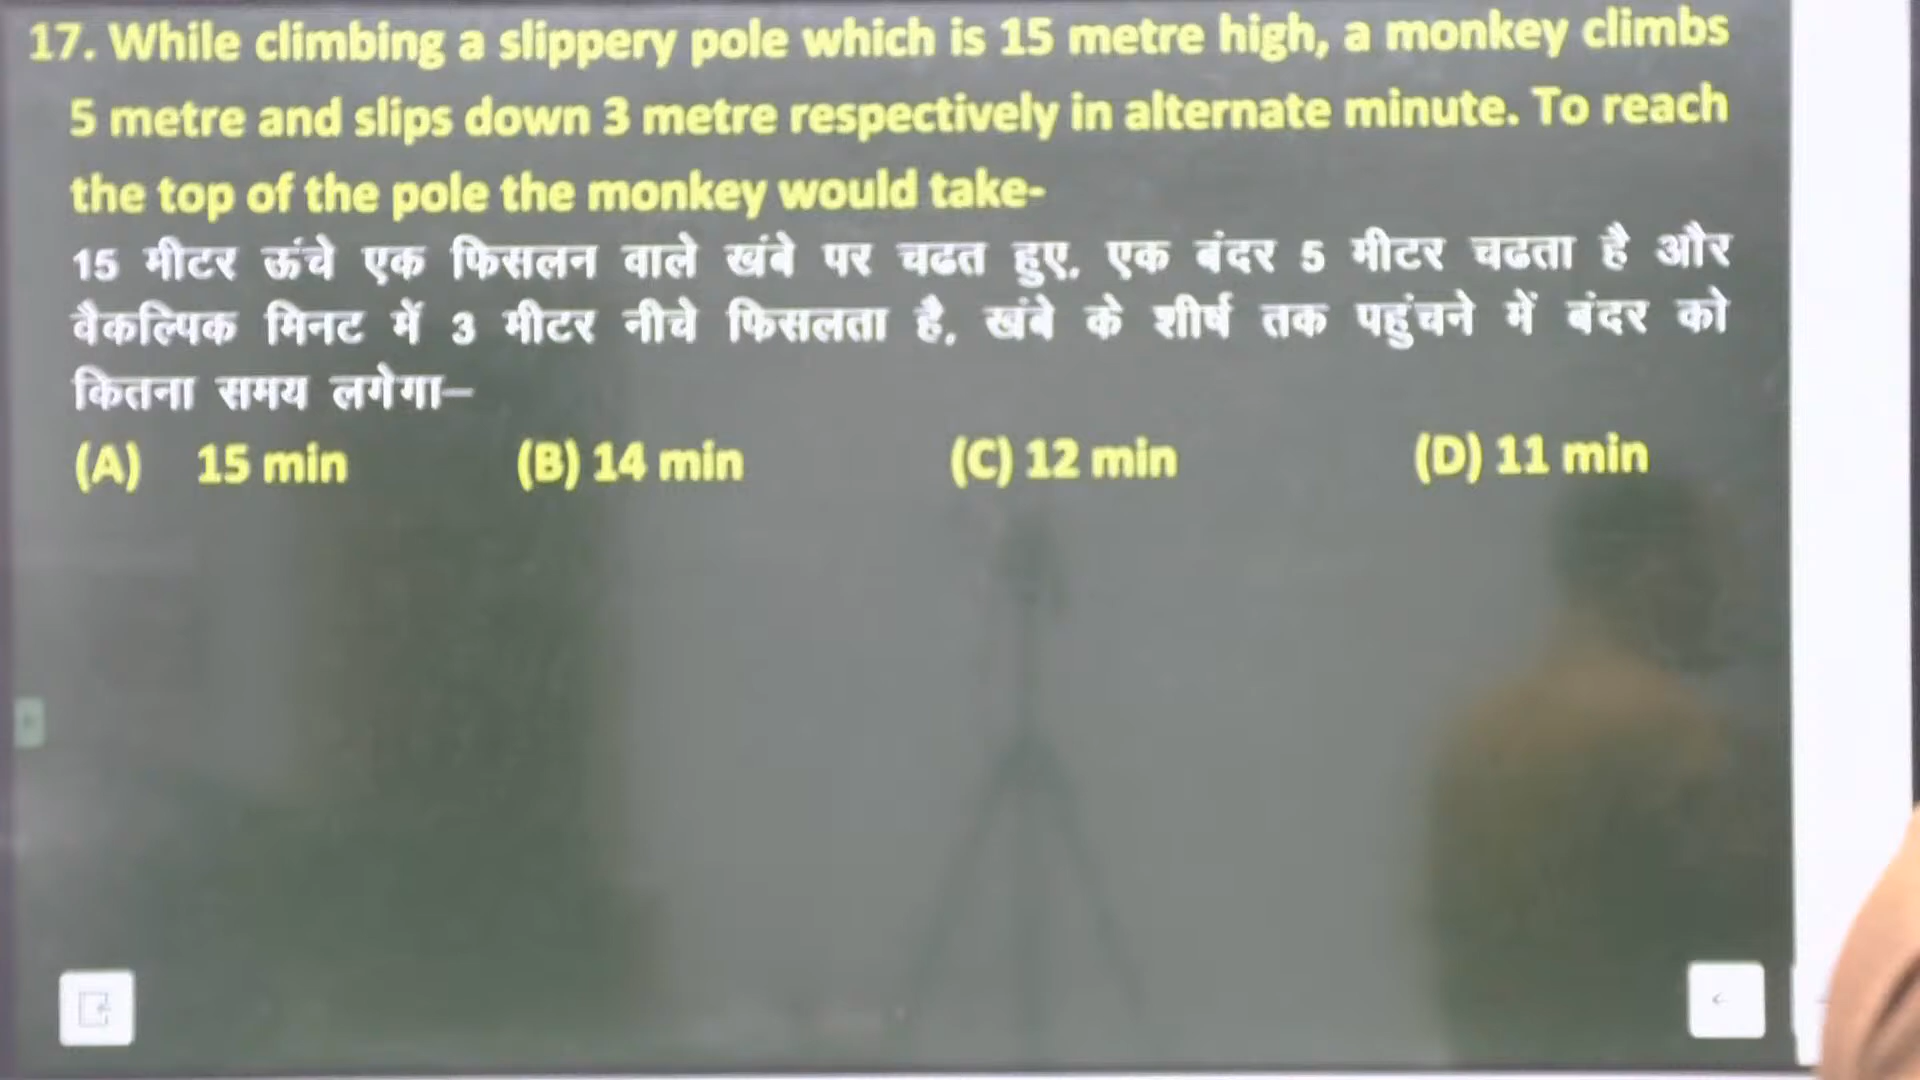 17. While climbing a slippery pole which is 15 metre high, a monkey climbs
5 metre and slips down 3 metre respectively in alternate minute. To reach
the top of the pole the monkey would take-
15 मीटर ऊंचे एक फिसलन वाले खंबे पर चढत हुए, एक बंदर 5 मीटर चढता है और
वैकल्पिक मिनट में 3 मीटर नीचे फिसलता है, खंबे के शीर्ष तक पहुंचने में बंदर को
कितना समय लगेगा–
(A) 15 min (B) 14 min (C) 12 min (D) 11 min